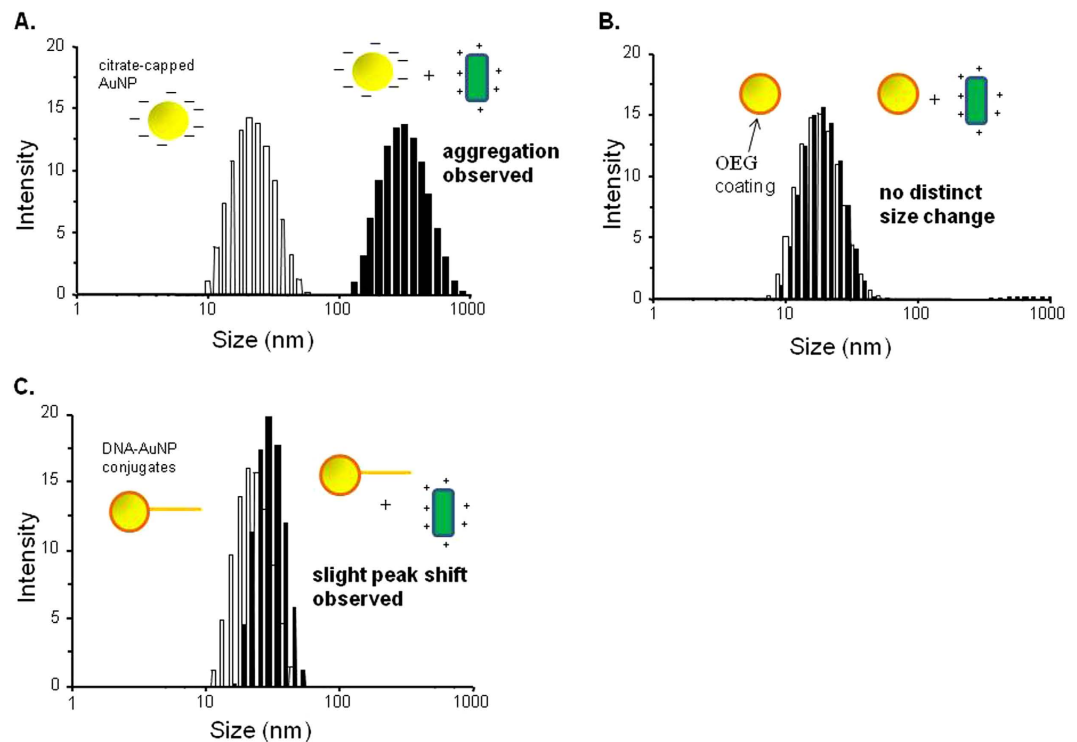 A.
20
15
10
5
0
Intensity
citrate-capped
AuNP
+
aggregation
observed
1
10
100
1000
Size (nm)
B.
20
15
10
5
0
Intensity
OEG
coating
+
no distinct
size change
1
10
100
1000
Size (nm)
C.
20
15
10
5
0
Intensity
DNA-AuNP
conjugates
+
slight peak shift
observed
1
10
100
1000
Size (nm)